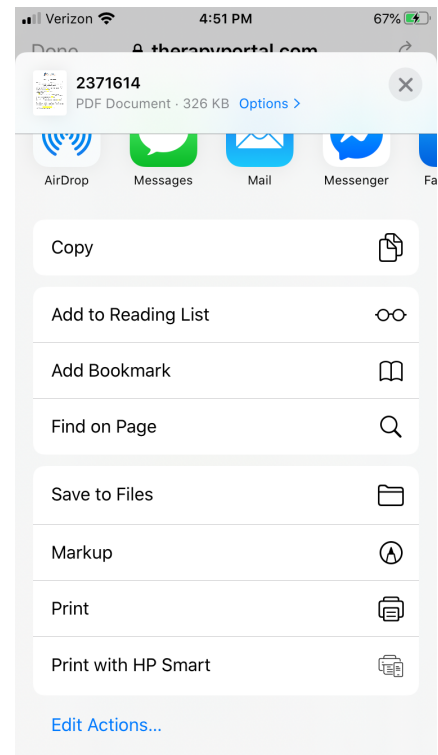 Verizon 4:51 PM 67%
Done therapyportal.com
2371614
PDF Document · 326 KB Options >
AirDrop Messages Mail Messenger Fa
Copy
Add to Reading List
Add Bookmark
Find on Page
Save to Files
Markup
Print
Print with HP Smart
Edit Actions...